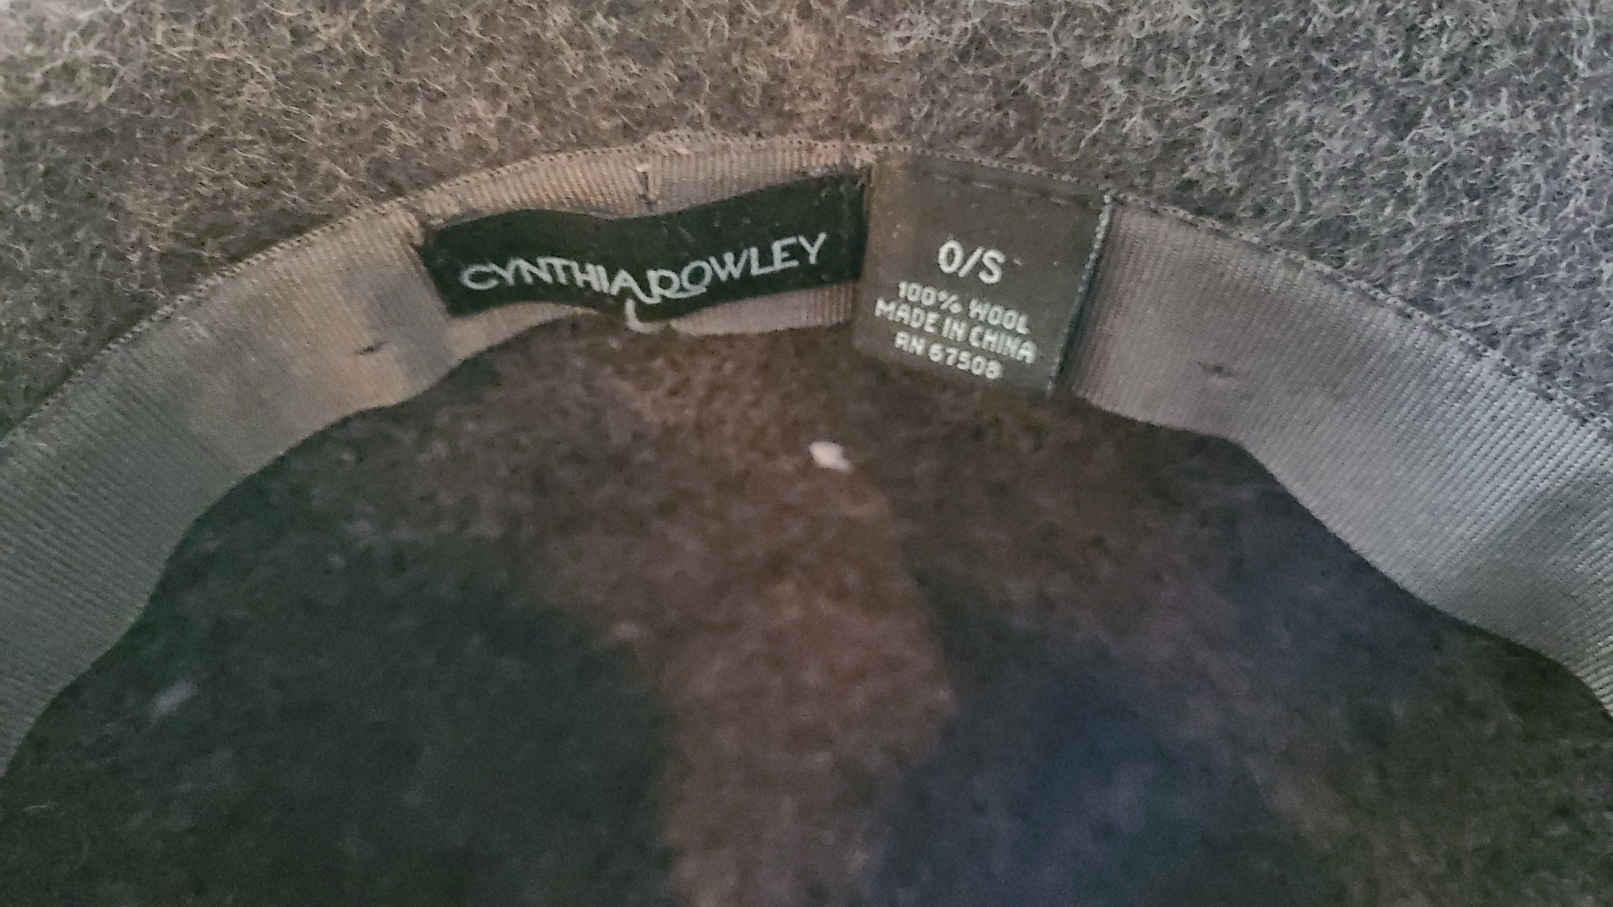 CYNTHIA ROWLEY
O/S
100% WOOL
MADE IN CHINA
RN 67508